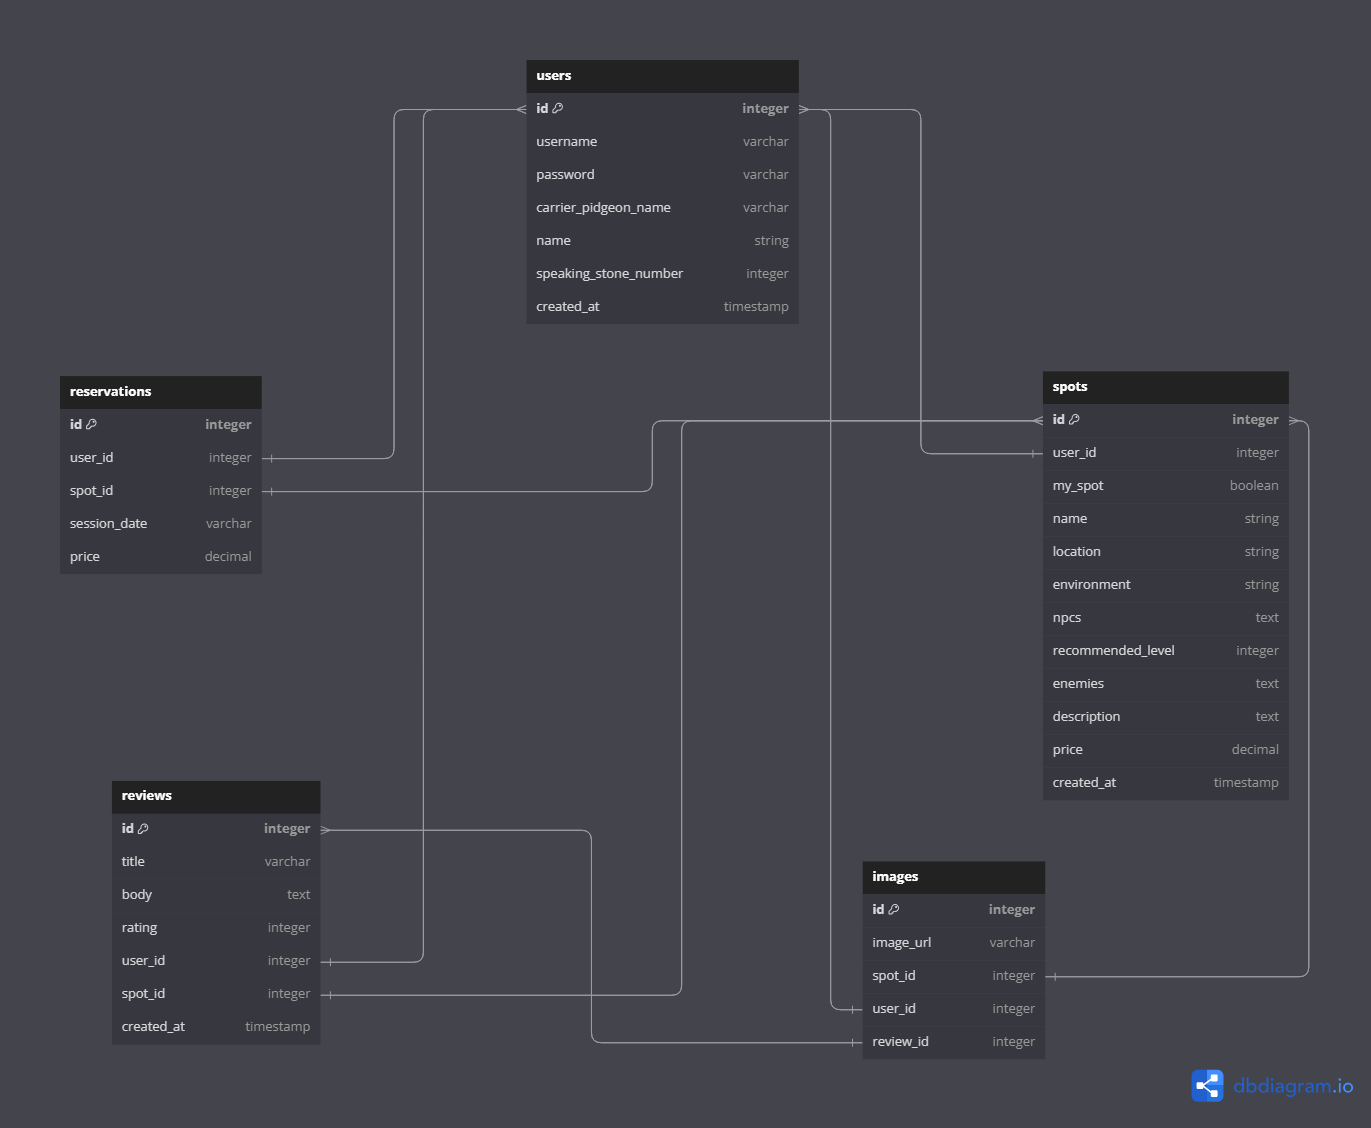 users
id integer
username varchar
password varchar
carrier_pidgeon_name varchar
name string
speaking_stone_number integer
created_at timestamp
reservations
id integer
user_id integer
spot_id integer
session_date varchar
price decimal
spots
id integer
user_id integer
my_spot boolean
name string
location string
environment string
npcs text
recommended_level integer
enemies text
description text
price decimal
created_at timestamp
reviews
id integer
title varchar
body text
rating integer
user_id integer
spot_id integer
created_at timestamp
images
id integer
image_url varchar
spot_id integer
user_id integer
review_id integer
dbdiagram.io